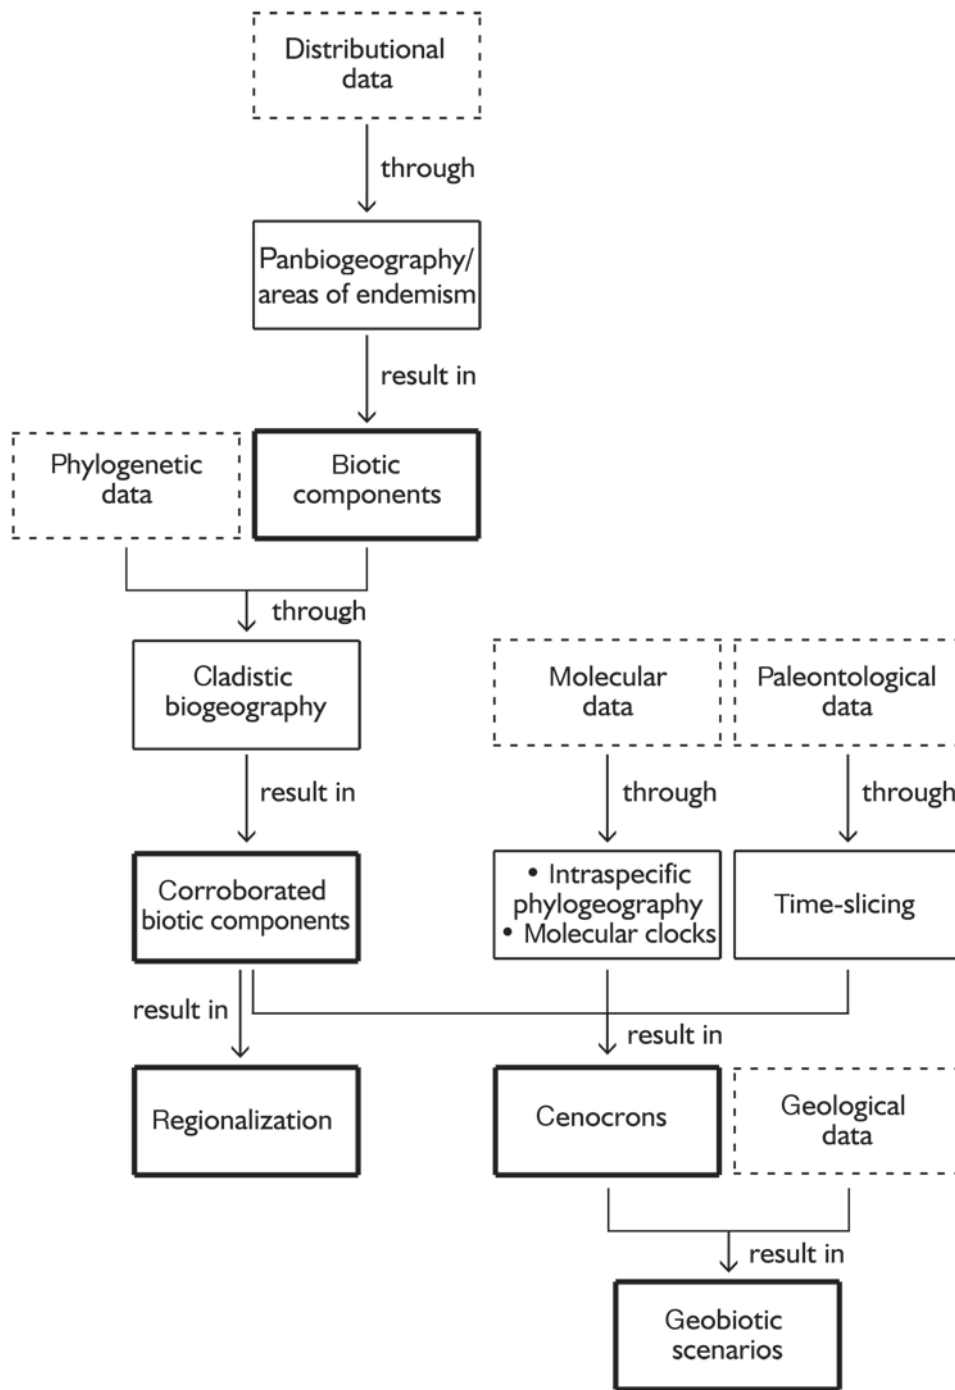 Distributional
data
through
Panbiogeography/
areas of endemism
result in
Phylogenetic
data
Biotic
components
through
Cladistic
biogeography
Molecular
data
Paleontological
data
result in
through
through
Corroborated
biotic components
• Intraspecific
phylogeography
• Molecular clocks
Time-slicing
result in
result in
Regionalization
Cenocrons
Geological
data
result in
Geobiotic
scenarios